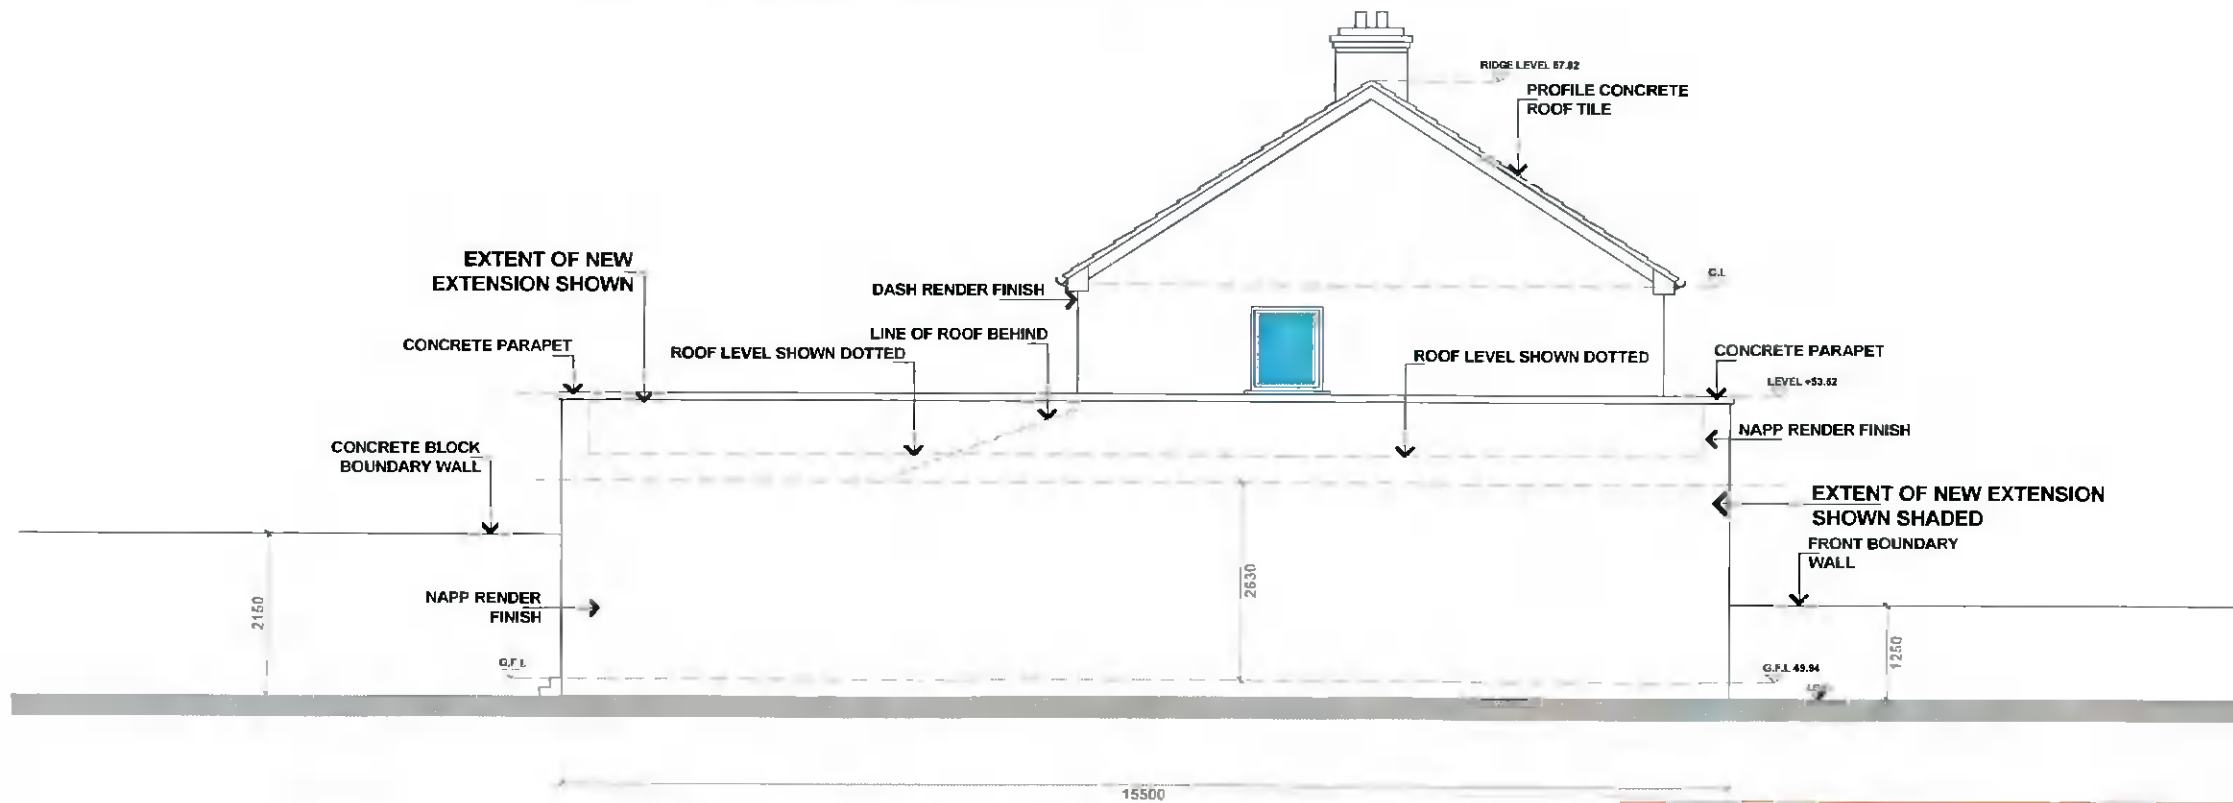 RIDGE LEVEL 57.82
PROFILE CONCRETE
ROOF TILE
EXTENT OF NEW
EXTENSION SHOWN
DASH RENDER FINISH
LINE OF ROOF BEHIND
CONCRETE PARAPET
ROOF LEVEL SHOWN DOTTED
ROOF LEVEL SHOWN DOTTED
CONCRETE PARAPET
LEVEL +53.52
CONCRETE BLOCK
BOUNDARY WALL
NAPP RENDER FINISH
EXTENT OF NEW EXTENSION
SHOWN SHADED
FRONT BOUNDARY
WALL
2150
NAPP RENDER
FINISH
2630
1250
G.F.L
G.F.L 49.94
15500